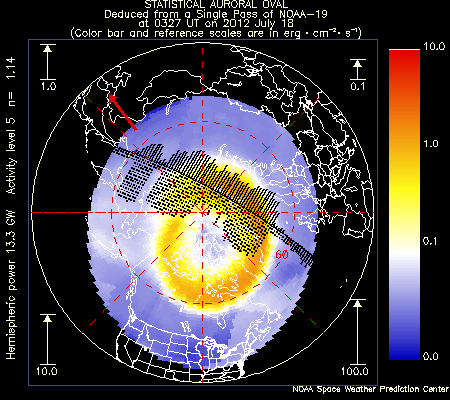 STATISTICAL AURORAL OVAL
Deduced from a Single Pass of NOAA-19
at 0327 UT on 2012 July 18
(Color bar and reference scales are in erg · cm⁻² · s⁻¹)
1.0
0.1
10.0
1.0
0.1
0.0
Hemispheric power 13.3 GW Activity level 5 n= 1.14
60
10.0
100.0
NOAA Space Weather Prediction Center